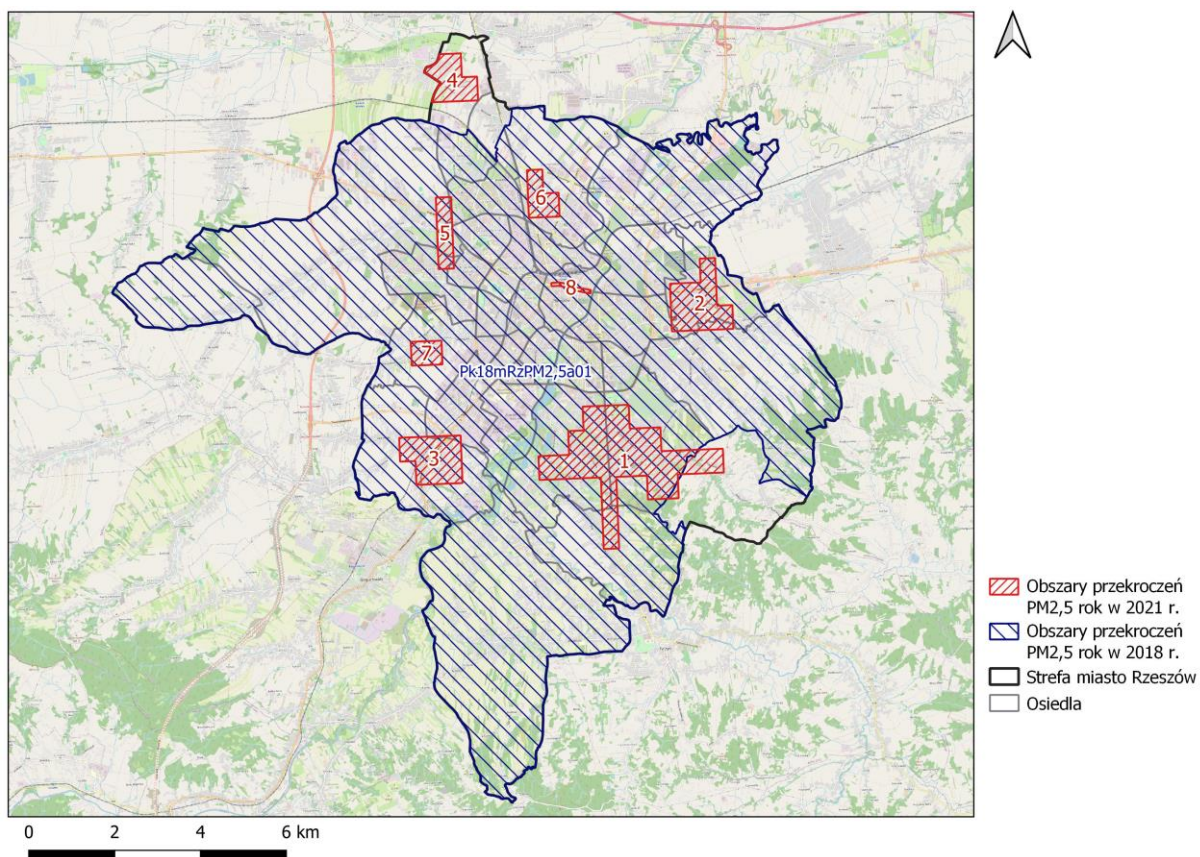 4
6
5
8
2
7
Pk18mRzPM2,5a01
3
1
Obszary przekroczeń
PM2,5 rok w 2021 r.
Obszary przekroczeń
PM2,5 rok w 2018 r.
Strefa miasto Rzeszów
Osiedla
0 2 4 6 km